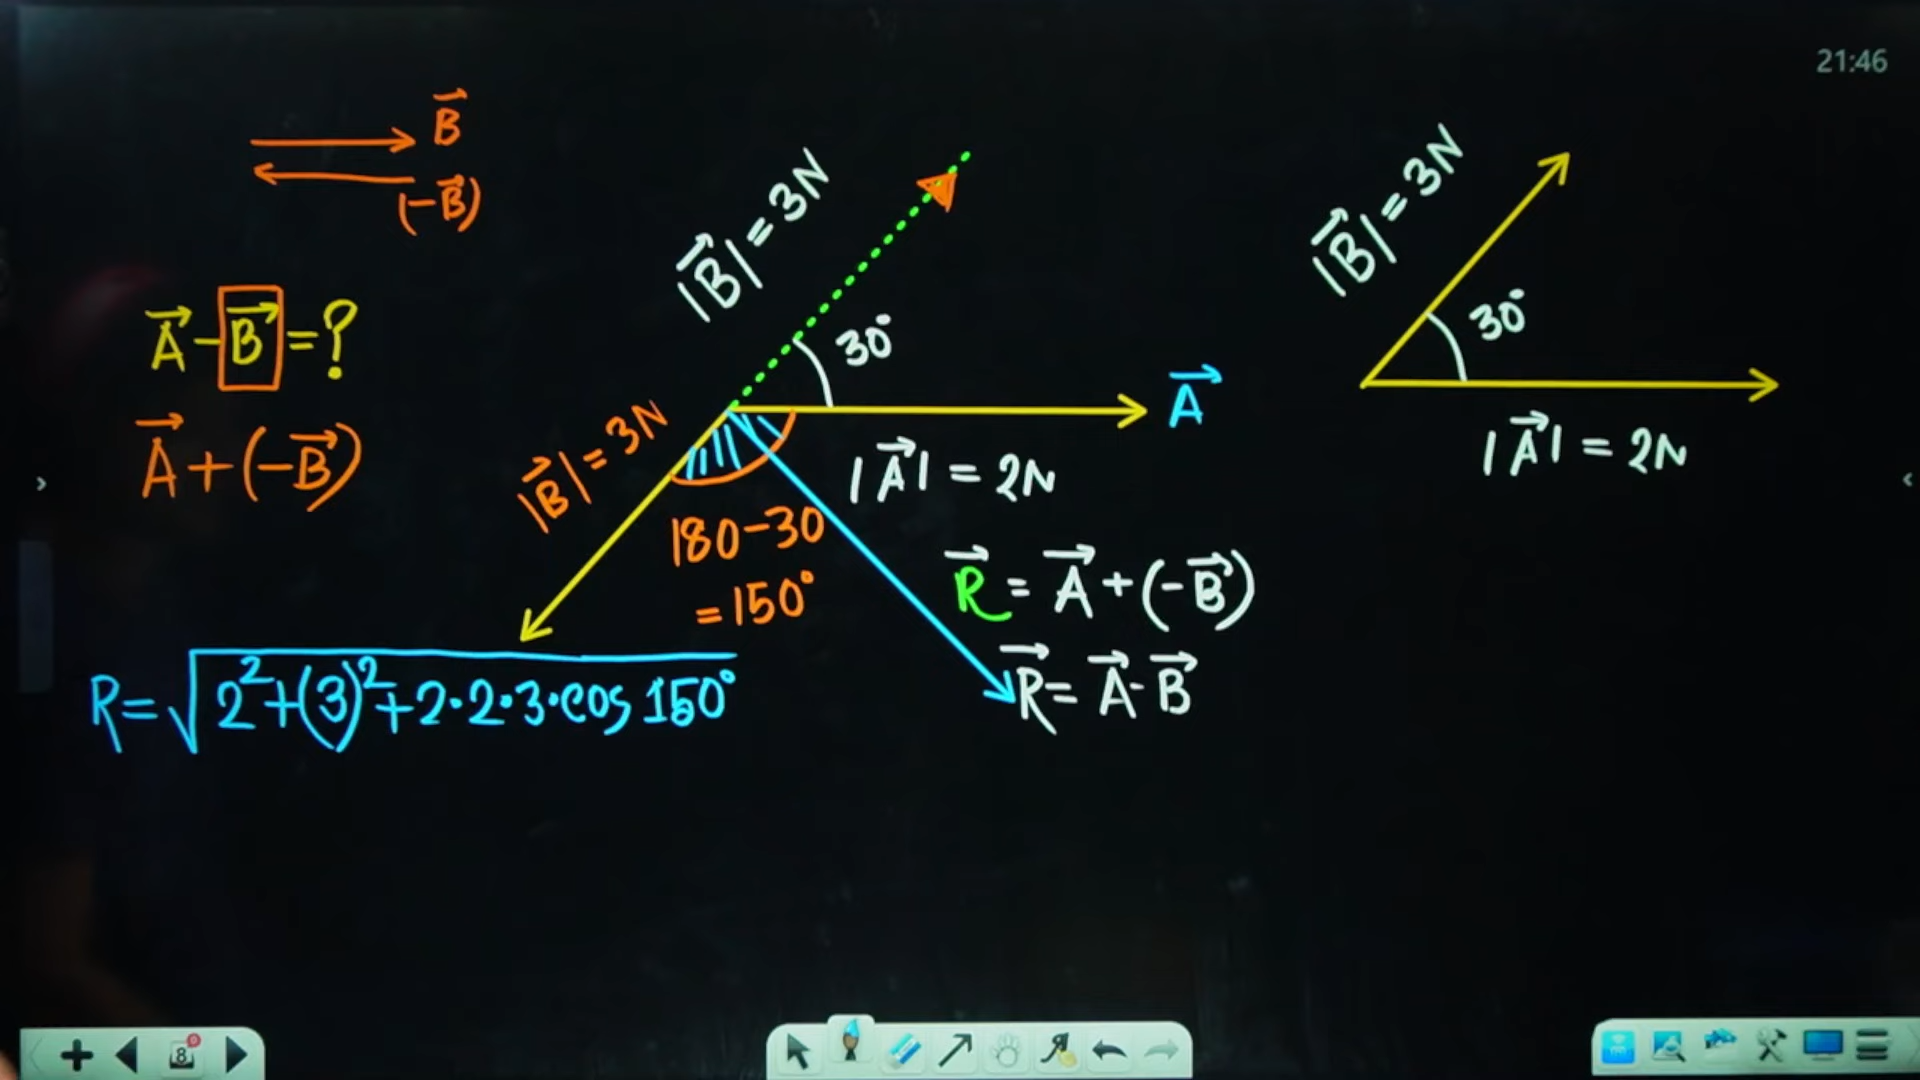 21:46
B⃗
(-B⃗)
|B⃗| = 3N
|B⃗| = 3N
A⃗ - B⃗ = ?
30°
30°
A⃗
A⃗ + (-B⃗)
|B⃗| = 3N
|A⃗| = 2N
|A⃗| = 2N
180-30
= 150°
R⃗ = A⃗ + (-B⃗)
R⃗ = A⃗ - B⃗
R = √2² + (3)² + 2·2·3·cos 150°
8